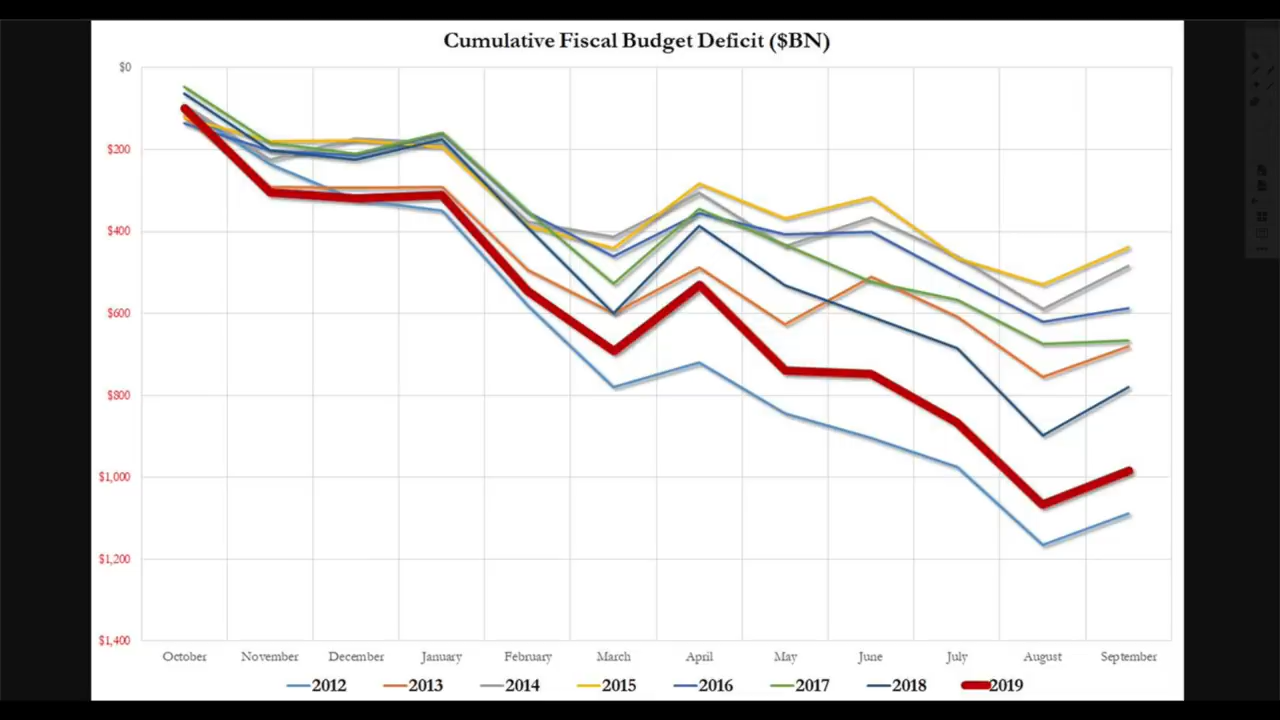 Cumulative Fiscal Budget Deficit ($BN)
$0
$200
$400
$600
$800
$1,000
$1,200
$1,400
October November December January February March April May June July August September
2012 2013 2014 2015 2016 2017 2018 2019